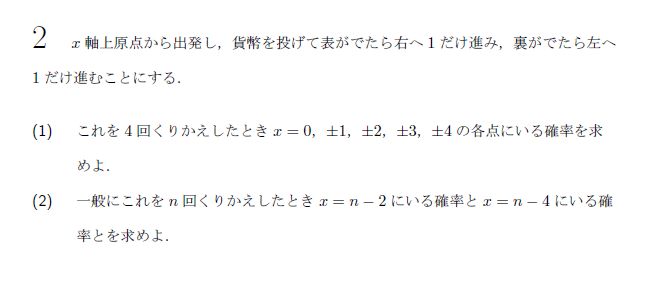 2 x 軸上原点から出発し，貨幣を投げて表がでたら右へ 1 だけ進み，裏がでたら左へ
1 だけ進むことにする．
(1) これを 4 回くりかえしたとき x = 0，±1，±2，±3，±4 の各点にいる確率を求
めよ．
(2) 一般にこれを n 回くりかえしたとき x = n − 2 にいる確率と x = n − 4 にいる確
率とを求めよ．